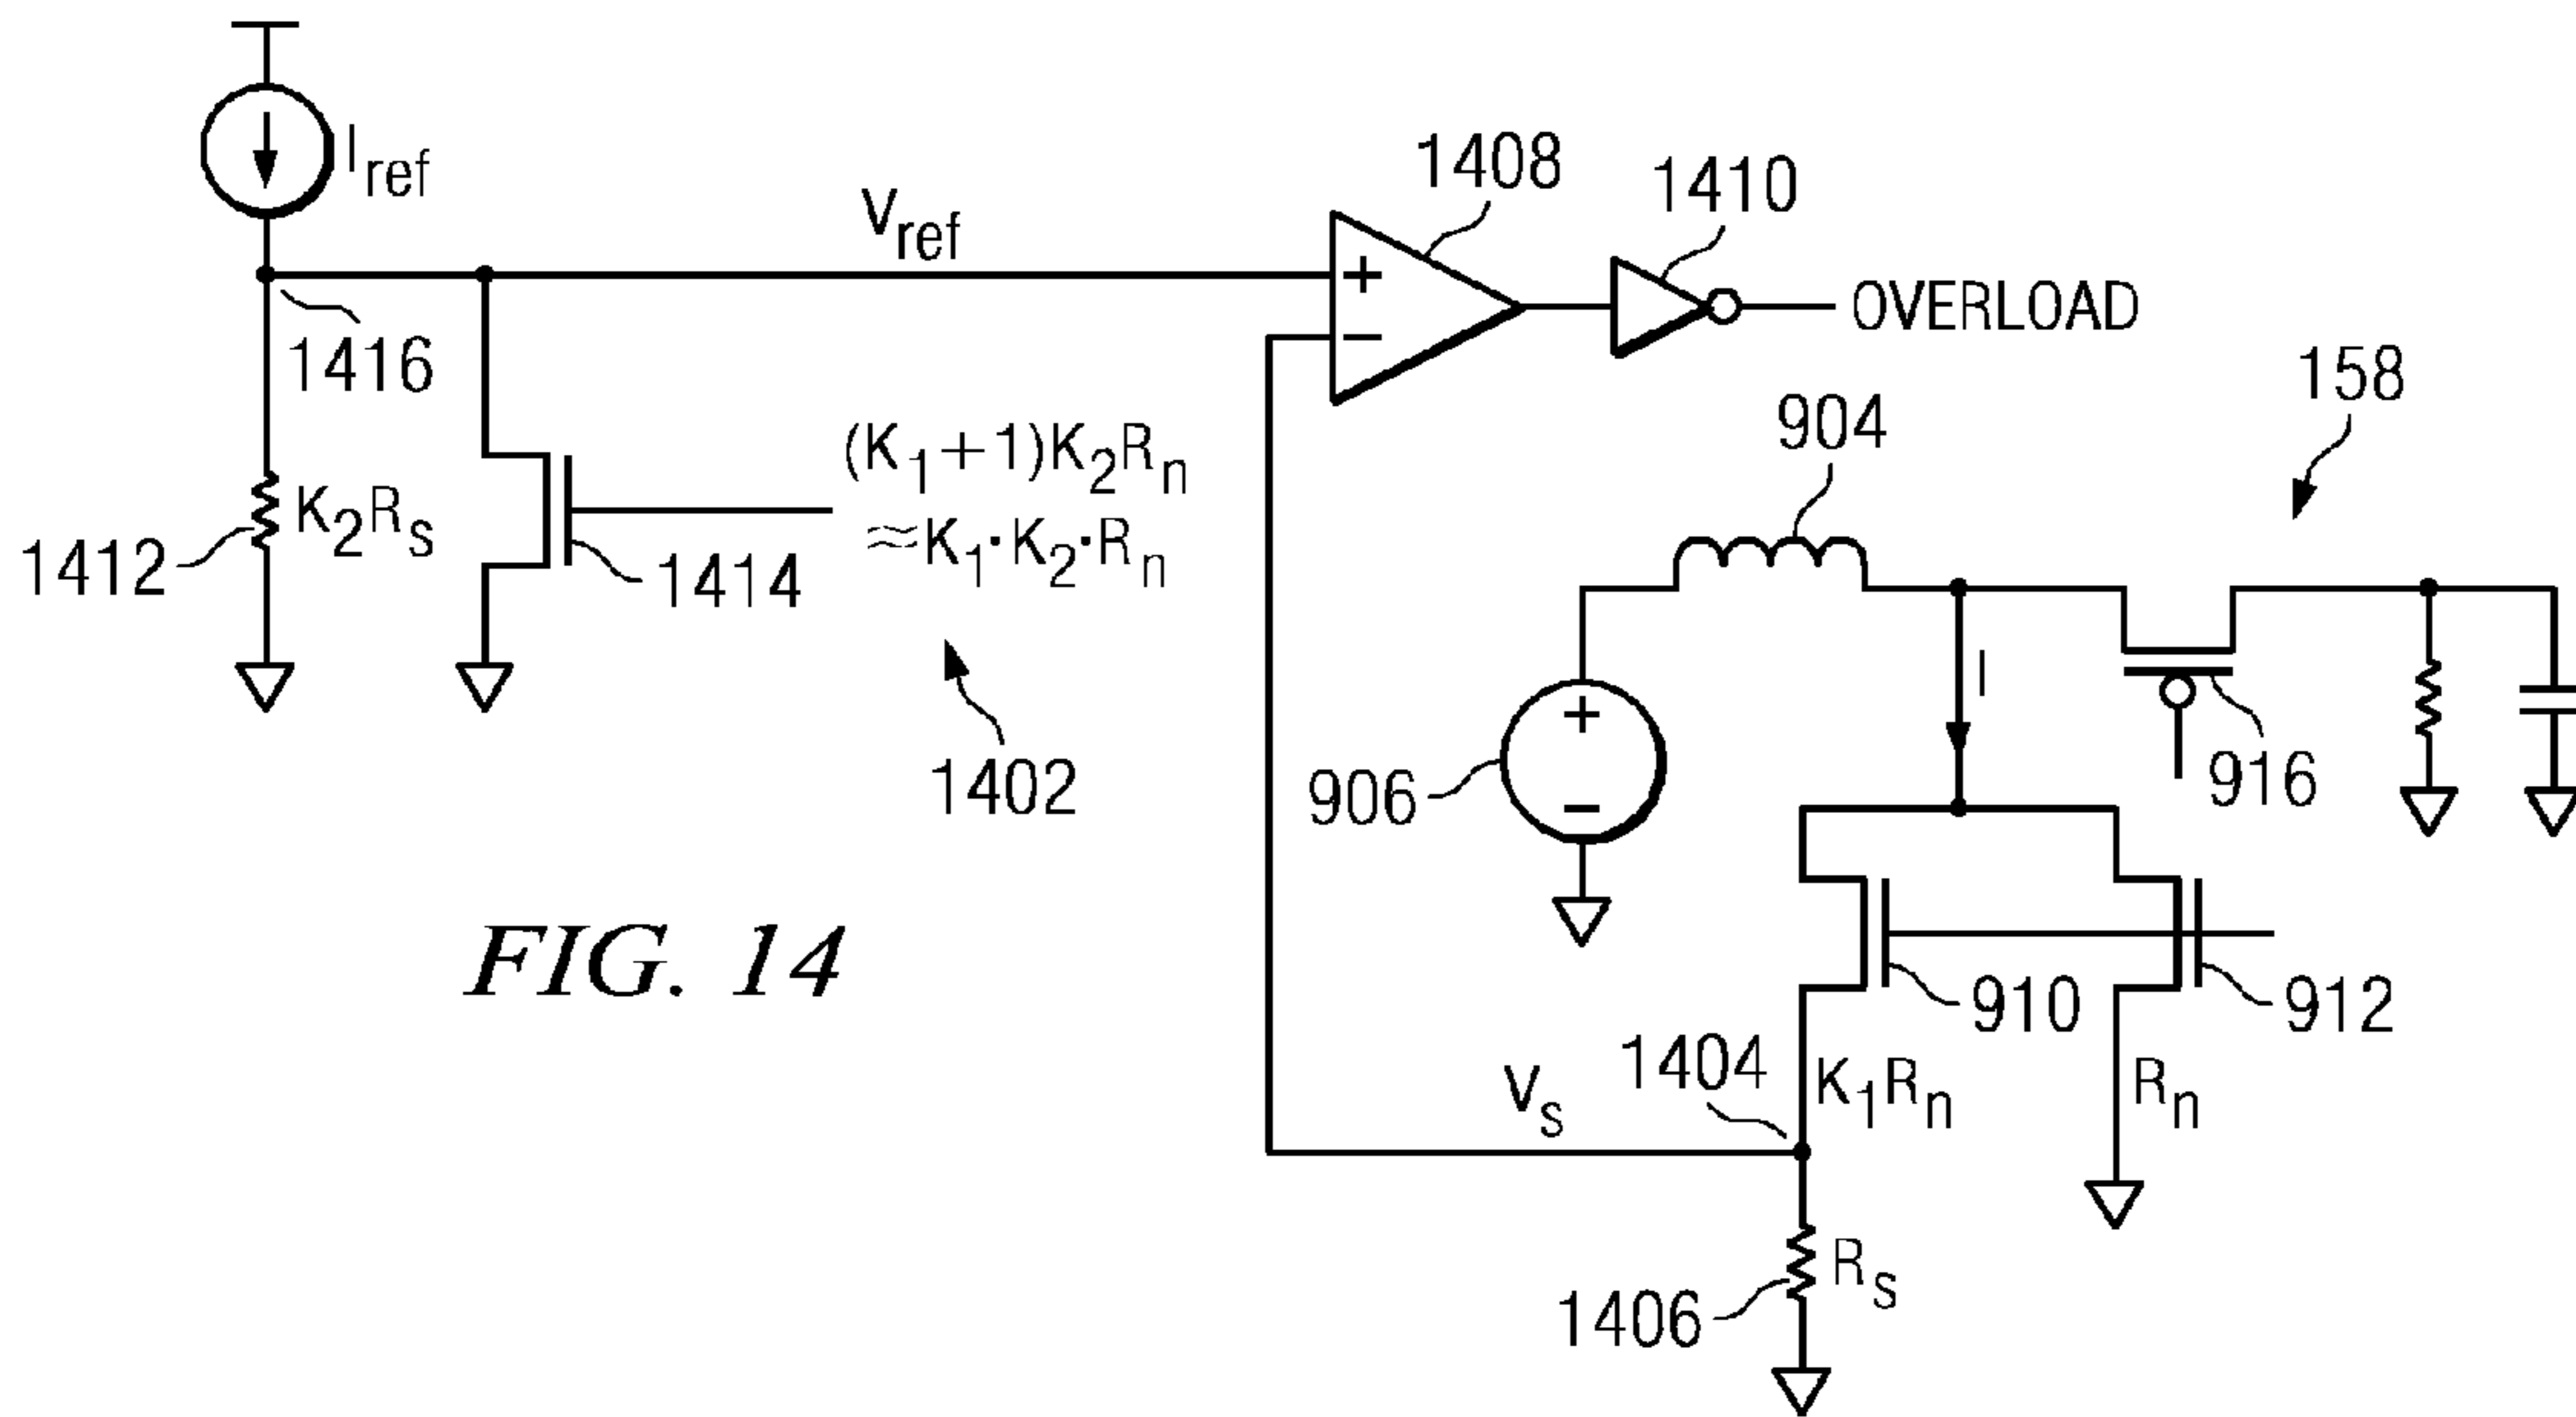 I_ref
V_ref
1408
1410
+
−
OVERLOAD
1416
158
904
(K_1+1)K_2R_n
≈K_1·K_2·R_n
K_2R_s
1412
1414
I
1402
+
−
906
916
FIG. 14
910
912
1404
K_1R_n
R_n
V_s
R_s
1406